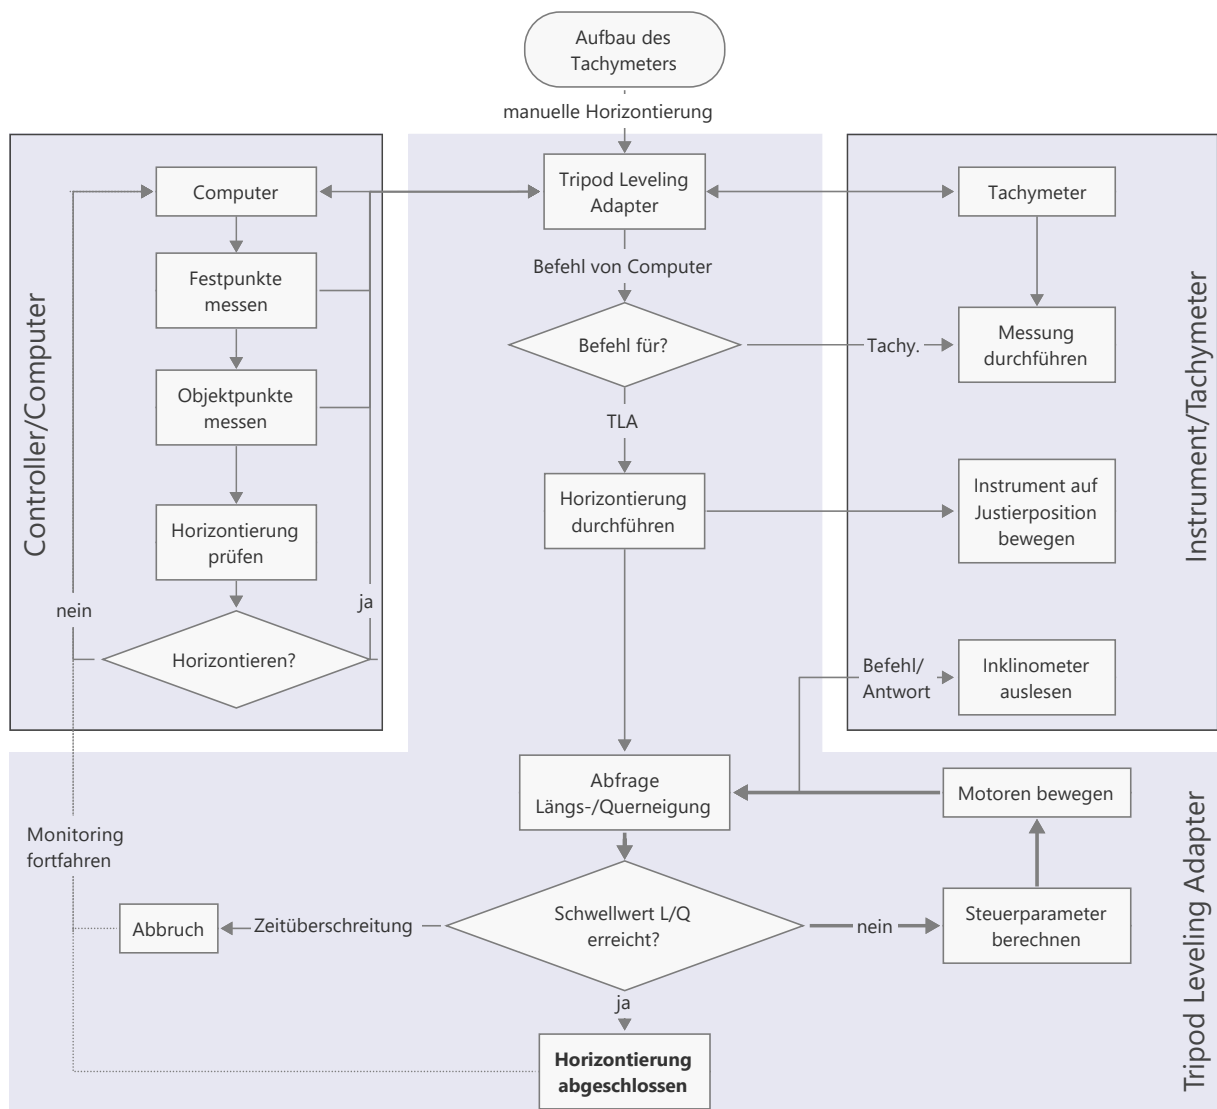 Aufbau des
Tachymeters
manuelle Horizontierung
Controller/Computer
Computer
Festpunkte
messen
Objektpunkte
messen
Horizontierung
prüfen
nein
ja
Horizontieren?
Tripod Leveling
Adapter
Befehl von Computer
Befehl für?
Tachy.
TLA
Horizontierung
durchführen
Instrument/Tachymeter
Tachymeter
Messung
durchführen
Instrument auf
Justierposition
bewegen
Befehl/
Antwort
Inklinometer
auslesen
Tripod Leveling Adapter
Abfrage
Längs-/Querneigung
Motoren bewegen
Monitoring
fortfahren
Abbruch
Zeitüberschreitung
Schwellwert L/Q
erreicht?
nein
Steuerparameter
berechnen
ja
Horizontierung
abgeschlossen